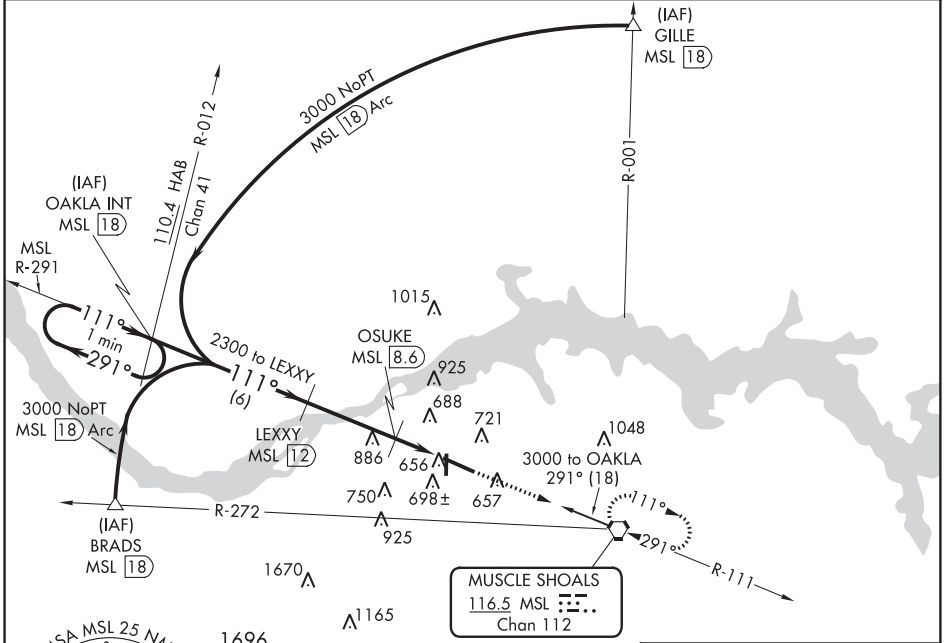 (IAF)
GILLE
MSL 18
3000 NoPT
MSL 18 Arc
R-012
110.4 HAB
Chan 41
R-001
(IAF)
OAKLA INT
MSL 18
MSL
R-291
111°
1 min
291°
1015
OSUKE
MSL 8.6
2300 to LEXXY
111°
(6)
925
688
721
1048
3000 NoPT
MSL 18 Arc
LEXXY
MSL 12
886
656
3000 to OAKLA
291° (18)
750
698±
657
111°
R-272
925
291°
(IAF)
BRADS
MSL 18
R-111
1670
MUSCLE SHOALS
116.5 MSL
Chan 112
1165
MSA MSL 25 NM
1696